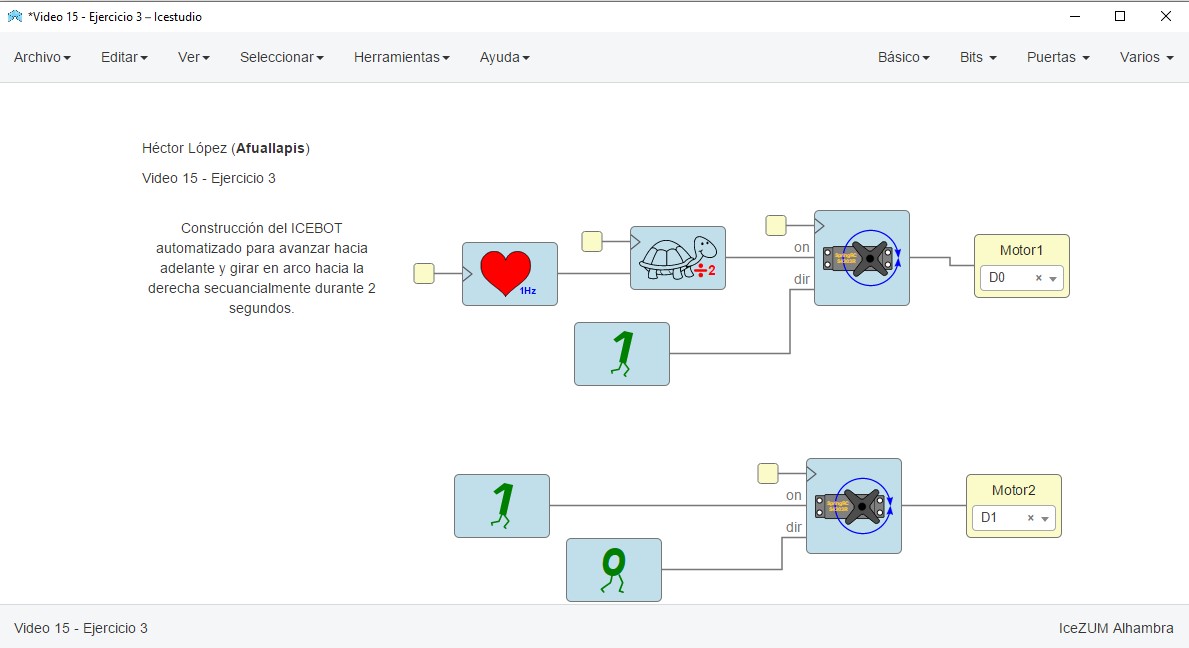 *Video 15 - Ejercicio 3 – Icestudio
Archivo Editar Ver Seleccionar Herramientas Ayuda Básico Bits Puertas Varios
Héctor López (Afuallapis)
Video 15 - Ejercicio 3
Construcción del ICEBOT
automatizado para avanzar hacia
adelante y girar en arco hacia la
derecha secuancialmente durante 2
segundos.
1Hz
÷2
on
dir
Motor1
D0
1
1
on
dir
Motor2
D1
0
Video 15 - Ejercicio 3
IceZUM Alhambra